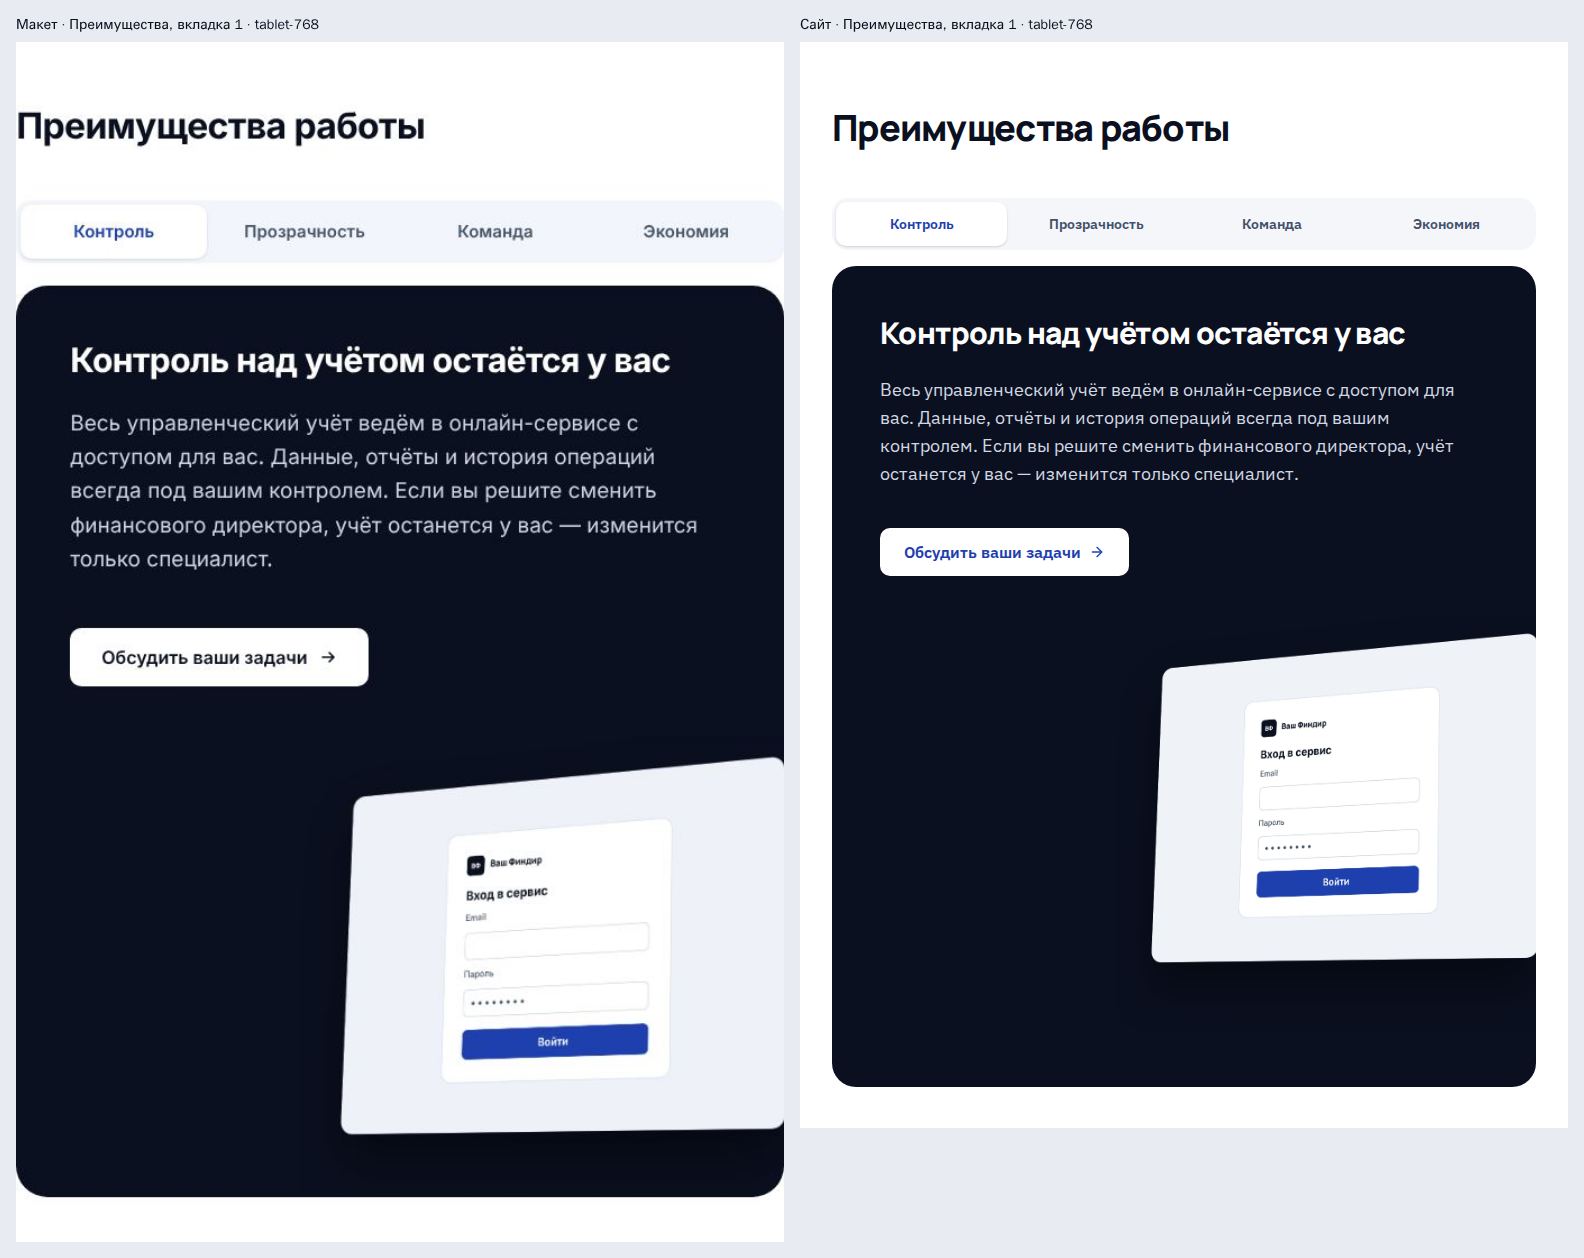 Макет · Преимущества, вкладка 1 · tablet-768
Преимущества работы
Контроль
Прозрачность
Команда
Экономия
Контроль над учётом остаётся у вас
Весь управленческий учёт ведём в онлайн-сервисе с
доступом для вас. Данные, отчёты и история операций
всегда под вашим контролем. Если вы решите сменить
финансового директора, учёт останется у вас — изменится
только специалист.
Обсудить ваши задачи →
ВФ Ваш Финдир
Вход в сервис
Email
Пароль
••••••••
Войти
Сайт · Преимущества, вкладка 1 · tablet-768
Преимущества работы
Контроль
Прозрачность
Команда
Экономия
Контроль над учётом остаётся у вас
Весь управленческий учёт ведём в онлайн-сервисе с доступом для
вас. Данные, отчёты и история операций всегда под вашим
контролем. Если вы решите сменить финансового директора, учёт
останется у вас — изменится только специалист.
Обсудить ваши задачи →
ВФ Ваш Финдир
Вход в сервис
Email
Пароль
••••••••
Войти